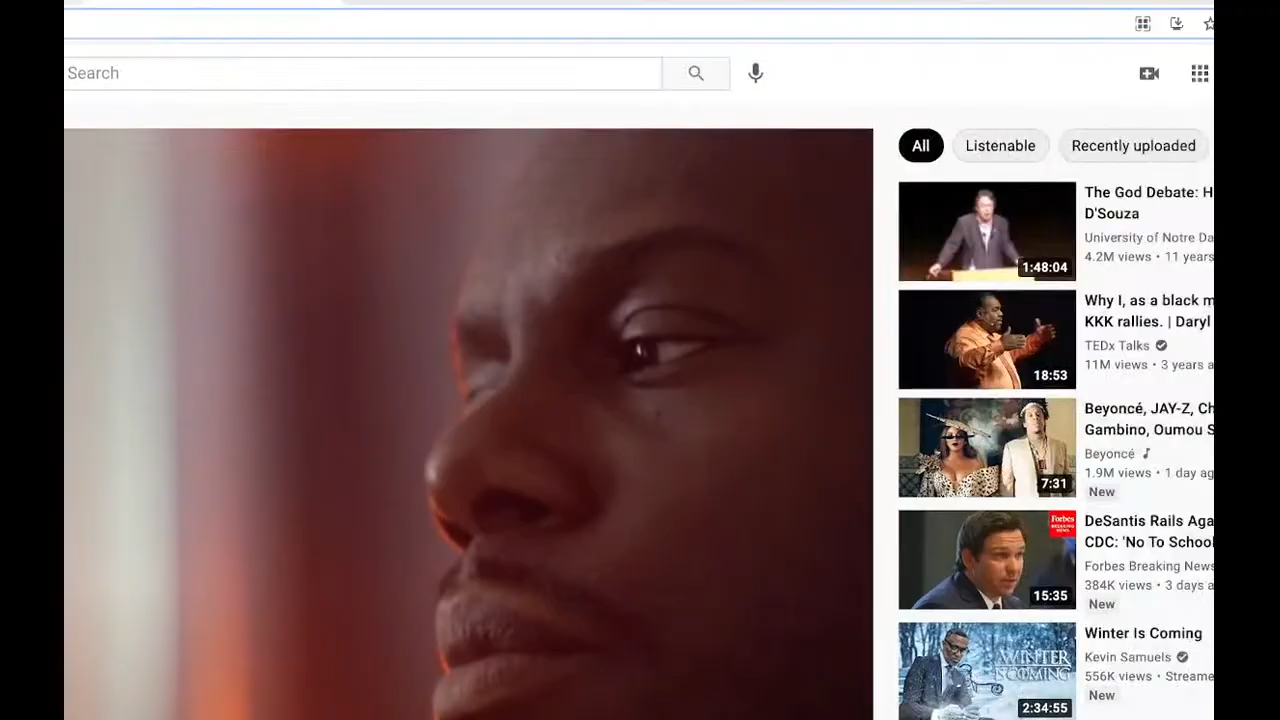 Search
All
Listenable
Recently uploaded
The God Debate: H
D'Souza
University of Notre Da
4.2M views • 11 years
1:48:04
Why I, as a black m
KKK rallies. | Daryl
TEDx Talks
11M views • 3 years a
18:53
Beyoncé, JAY-Z, Ch
Gambino, Oumou S
Beyoncé
1.9M views • 1 day ag
New
7:31
Forbes
BREAKING
NEWS
DeSantis Rails Aga
CDC: 'No To School
Forbes Breaking News
384K views • 3 days a
New
15:35
Winter Is Coming
Kevin Samuels
556K views • Streame
New
WINTER
IS COMING
2:34:55